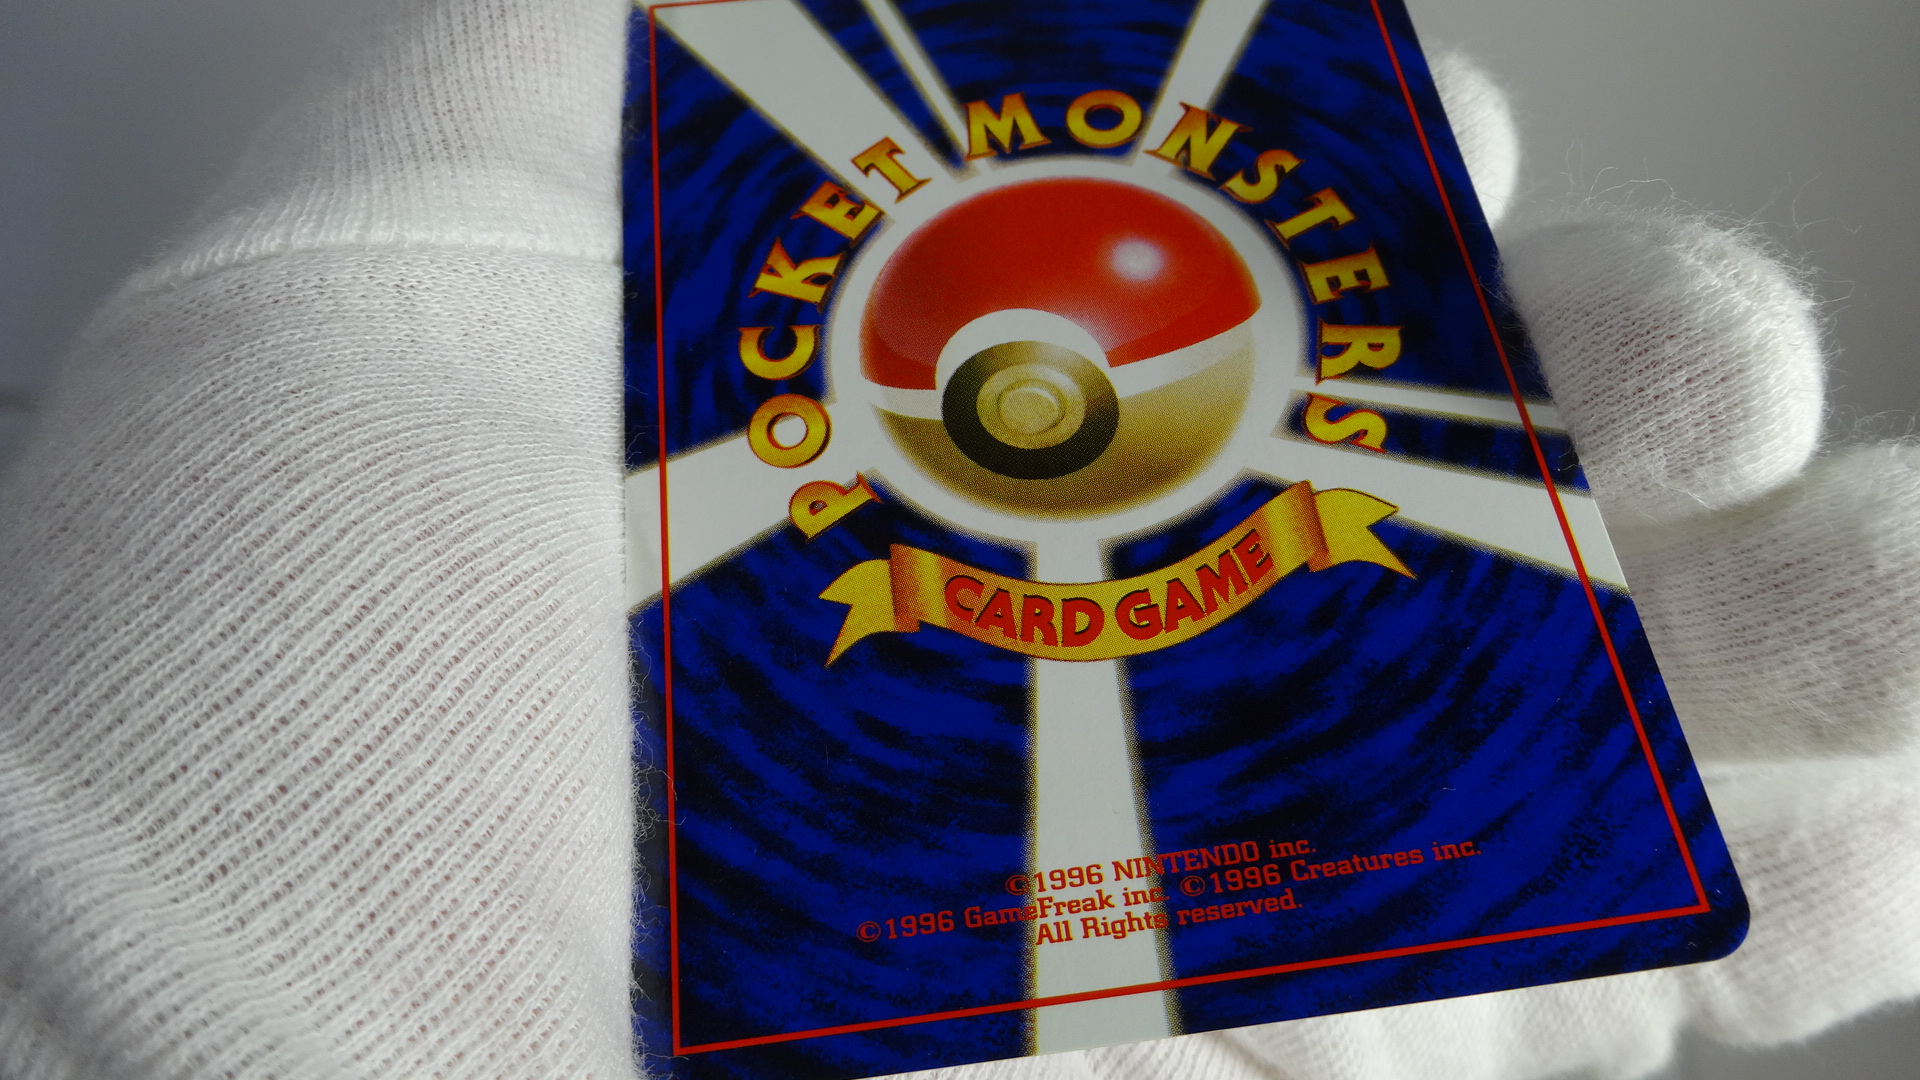 POCKET MONSTERS
CARD GAME
©1996 NINTENDO inc.
©1996 GameFreak inc. ©1996 Creatures inc.
All Rights reserved.